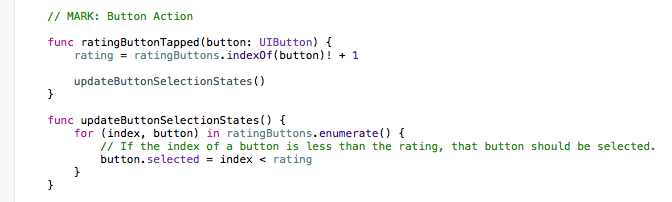 // MARK: Button Action
func ratingButtonTapped(button: UIButton) {
rating = ratingButtons.indexOf(button)! + 1
updateButtonSelectionStates()
}
func updateButtonSelectionStates() {
for (index, button) in ratingButtons.enumerate() {
// If the index of a button is less than the rating, that button should be selected.
button.selected = index < rating
}
}